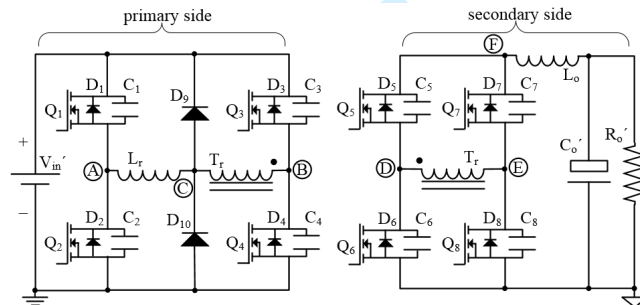 primary side
secondary side
F
D1 C1
D9
D3 C3
D5 C5
D7 C7
Lo
Q1
Q3
Q5
Q7
+
Vin´
−
A
Lr
C
Tr
B
D
Tr
E
Co´
Ro´
D2 C2
D10
D4 C4
D6 C6
D8 C8
Q2
Q4
Q6
Q8